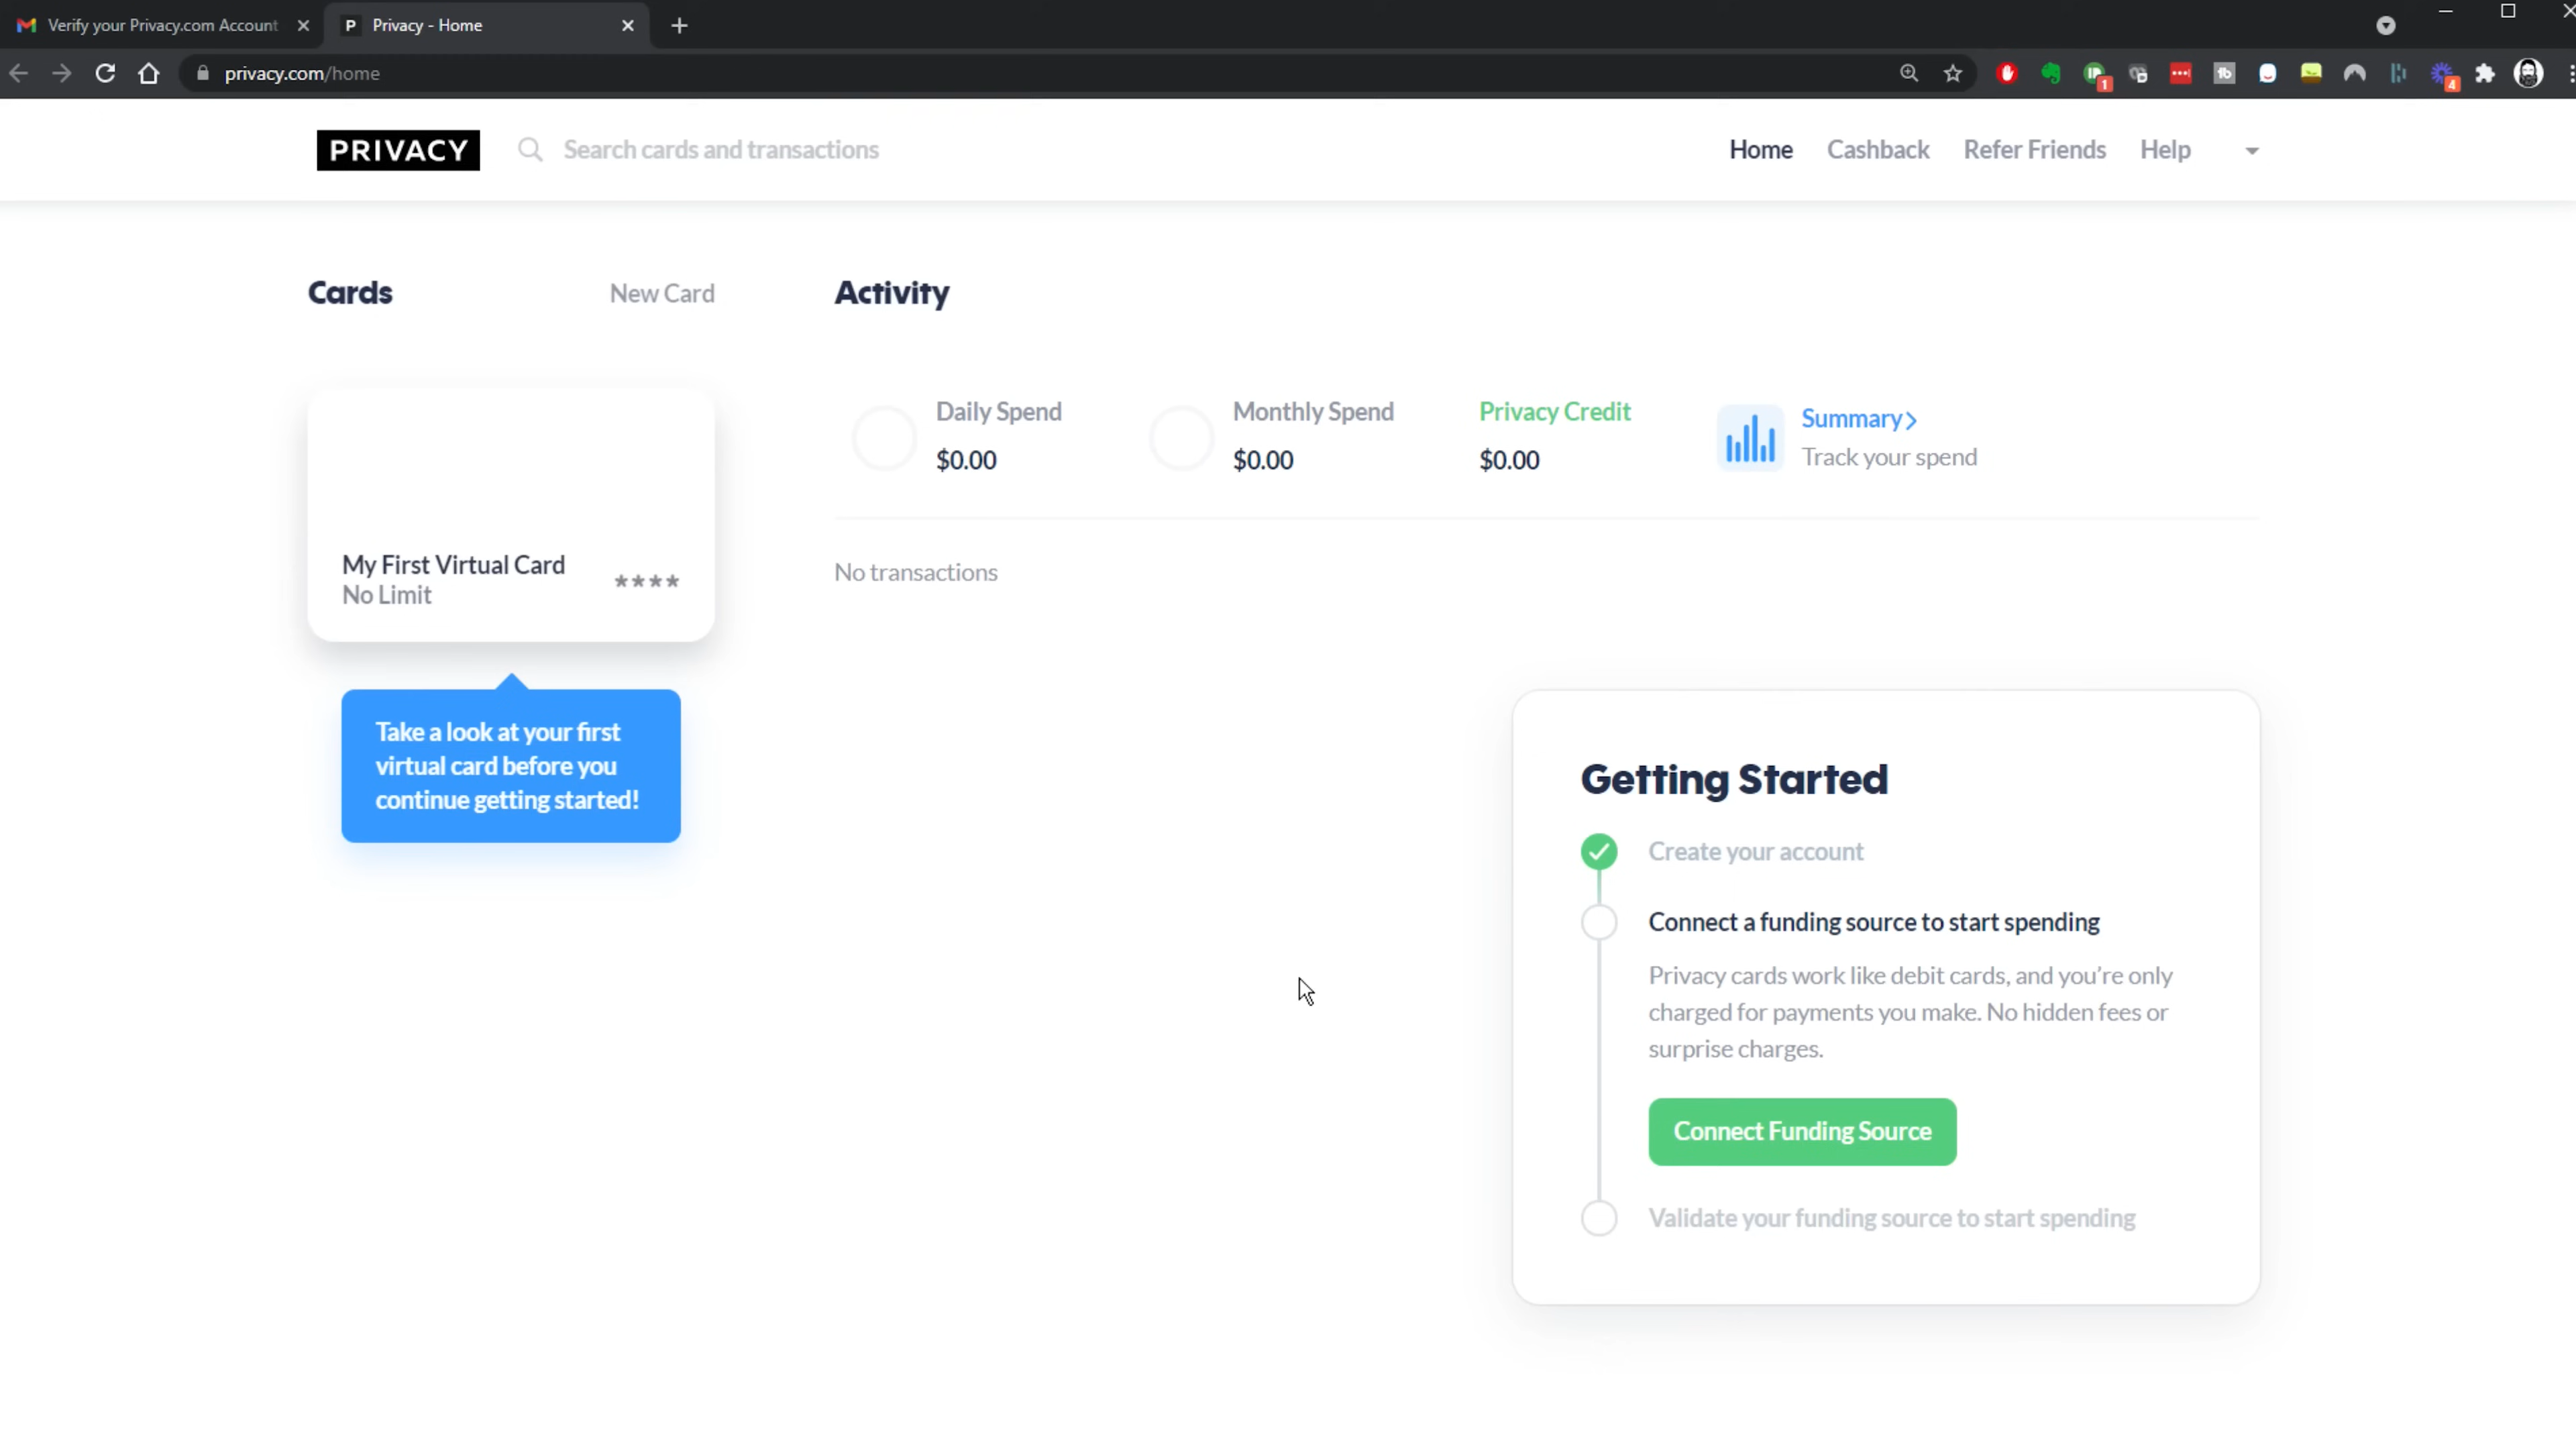 Verify your Privacy.com Account
Privacy - Home
privacy.com/home
1
4
PRIVACY
Search cards and transactions
Home
Cashback
Refer Friends
Help
Cards
New Card
Activity
Daily Spend
$0.00
Monthly Spend
$0.00
Privacy Credit
$0.00
Summary
Track your spend
My First Virtual Card
No Limit
****
No transactions
Take a look at your first
virtual card before you
continue getting started!
Getting Started
Create your account
Connect a funding source to start spending
Privacy cards work like debit cards, and you're only
charged for payments you make. No hidden fees or
surprise charges.
Connect Funding Source
Validate your funding source to start spending